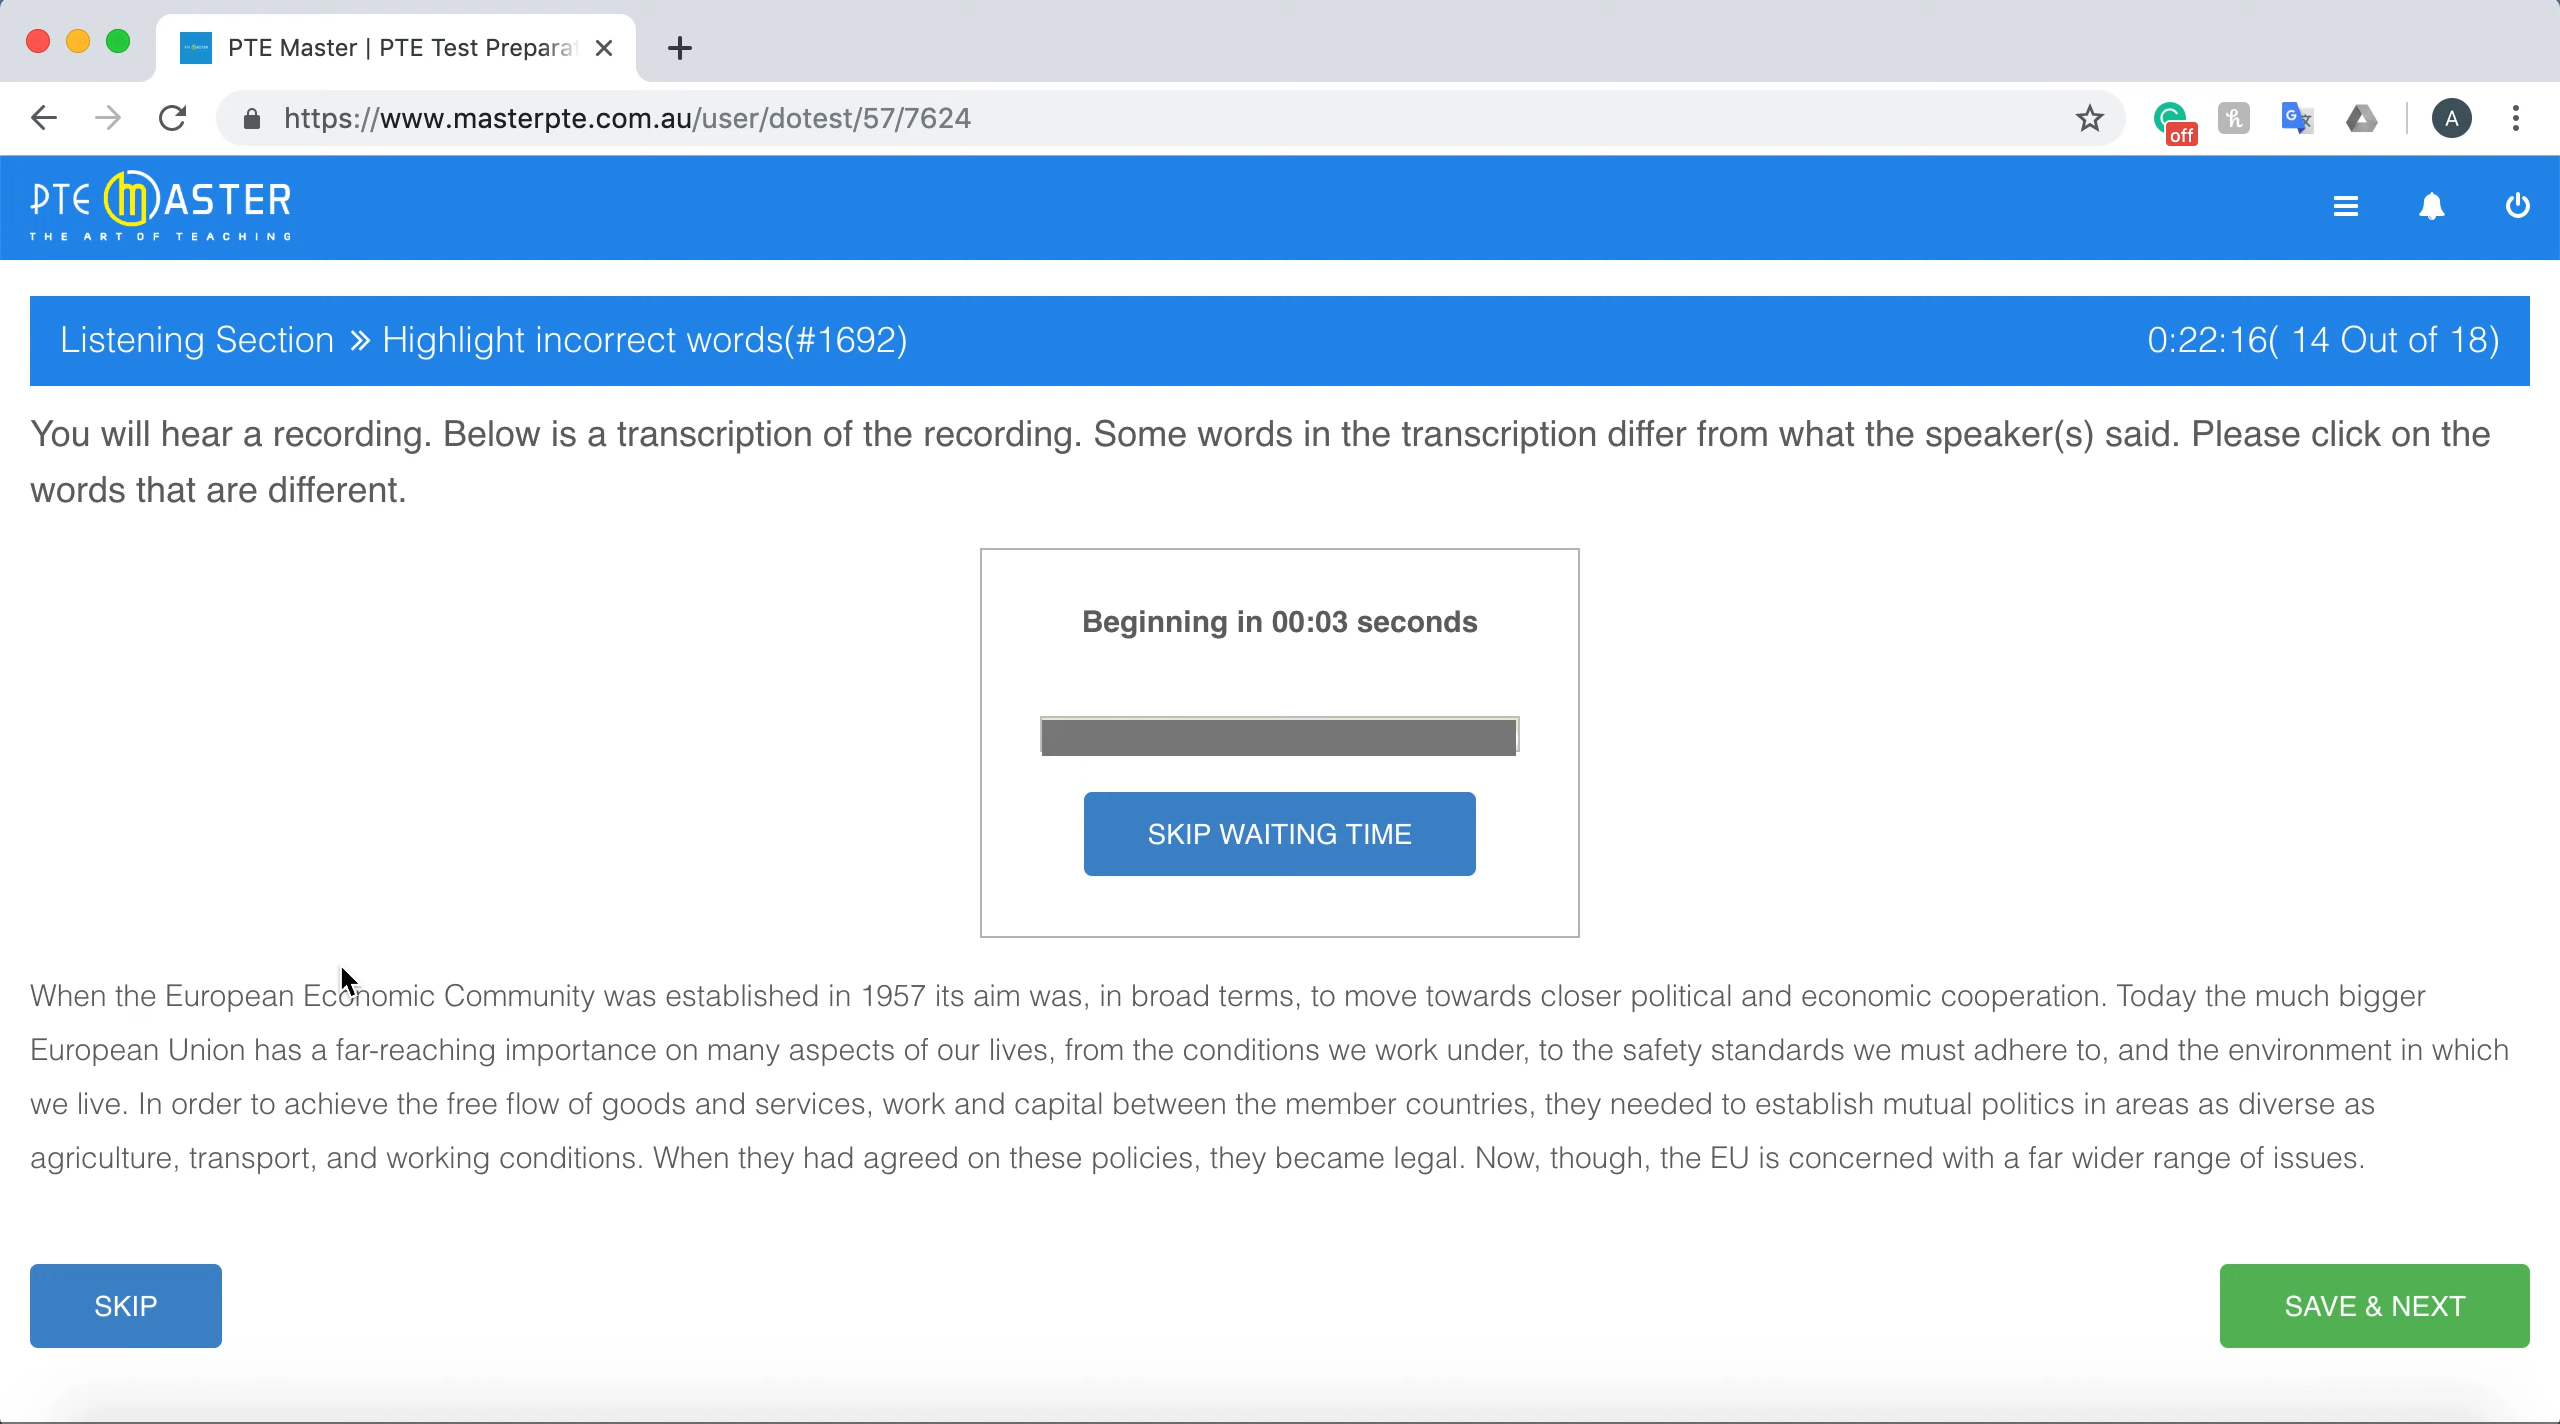 PTE Master | PTE Test Prepara
https://www.masterpte.com.au/user/dotest/57/7624
off
A
PTE MASTER
THE ART OF TEACHING
Listening Section » Highlight incorrect words(#1692)
0:22:16( 14 Out of 18)
You will hear a recording. Below is a transcription of the recording. Some words in the transcription differ from what the speaker(s) said. Please click on the
words that are different.
Beginning in 00:03 seconds
SKIP WAITING TIME
When the European Economic Community was established in 1957 its aim was, in broad terms, to move towards closer political and economic cooperation. Today the much bigger
European Union has a far-reaching importance on many aspects of our lives, from the conditions we work under, to the safety standards we must adhere to, and the environment in which
we live. In order to achieve the free flow of goods and services, work and capital between the member countries, they needed to establish mutual politics in areas as diverse as
agriculture, transport, and working conditions. When they had agreed on these policies, they became legal. Now, though, the EU is concerned with a far wider range of issues.
SKIP
SAVE & NEXT